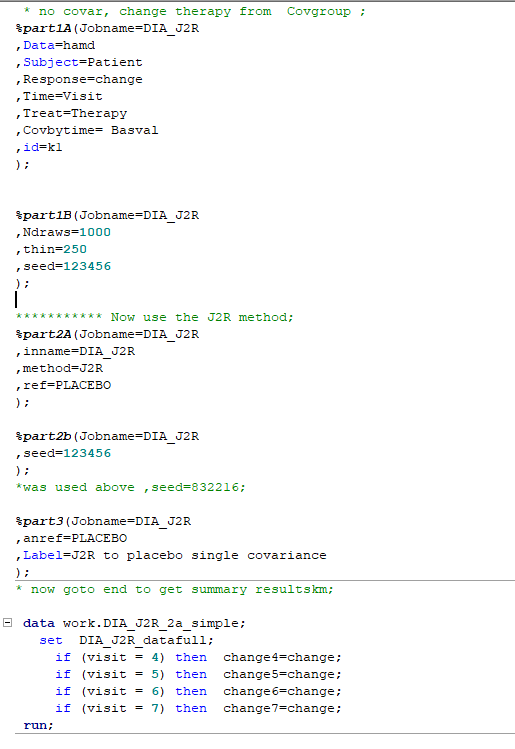 * no covar, change therapy from  Covgroup ;
%part1A(Jobname=DIA_J2R
,Data=hamd
,Subject=Patient
,Response=change
,Time=Visit
,Treat=Therapy
,Covbytime= Basval
,id=kl
);
%part1B(Jobname=DIA_J2R
,Ndraws=1000
,thin=250
,seed=123456
);
*********** Now use the J2R method;
%part2A(Jobname=DIA_J2R
,inname=DIA_J2R
,method=J2R
,ref=PLACEBO
);
%part2b(Jobname=DIA_J2R
,seed=123456
);
*was used above ,seed=832216;
%part3(Jobname=DIA_J2R
,anref=PLACEBO
,Label=J2R to placebo single covariance
);
* now goto end to get summary resultskm;
data work.DIA_J2R_2a_simple;
set  DIA_J2R_datafull;
if (visit = 4) then  change4=change;
if (visit = 5) then  change5=change;
if (visit = 6) then  change6=change;
if (visit = 7) then  change7=change;
run;